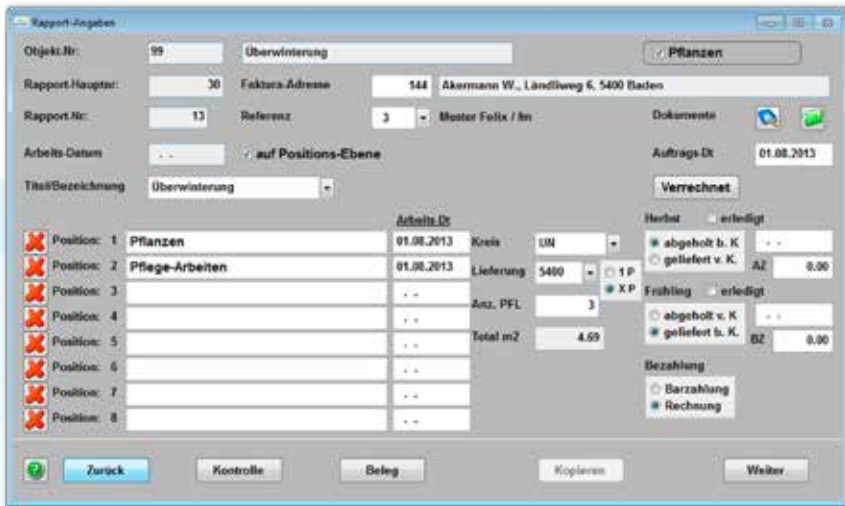 Rapport-Angaben
Objekt-Nr: 99 Überwinterung Pflanzen
Rapport-Hauptnr: 30 Faktura-Adresse 144 Akermann W., Ländliweg 6, 5400 Baden
Rapport-Nr: 13 Referenz 3 Muster Felix / fm Dokumente
Arbeits-Datum . . auf Positions-Ebene Auftrags-Dt 01.08.2013
Titel/Bezeichnung Überwinterung Verrechnet
Arbeits-Dt Herbst erledigt
Position: 1 Pflanzen 01.08.2013 Kreis UN abgeholt b. K . .
Position: 2 Pflege-Arbeiten 01.08.2013 Lieferung 5400 1 P geliefert v. K. AZ 0.00
Position: 3 . . X P Frühling erledigt
Anz. PFL 3
Position: 4 . . abgeholt v. K . .
Position: 5 . . Total m2 4.69 geliefert b. K. BZ 0.00
Position: 6 . . Bezahlung
Position: 7 . . Barzahlung
Position: 8 . . Rechnung
Zurück Kontrolle Beleg Kopieren Weiter